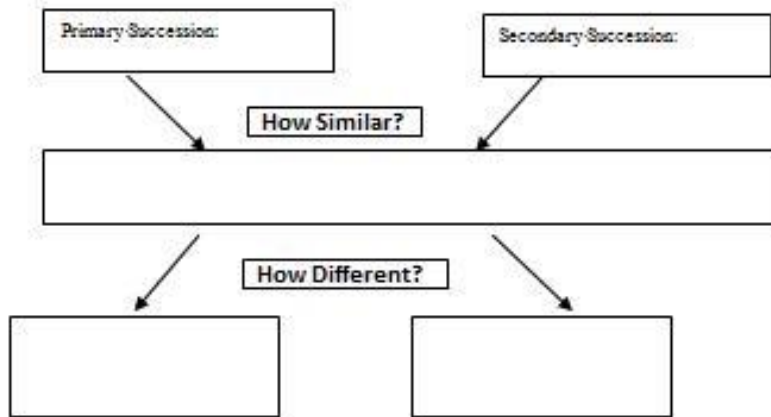 Primary Succession:
Secondary Succession:
How Similar?
How Different?